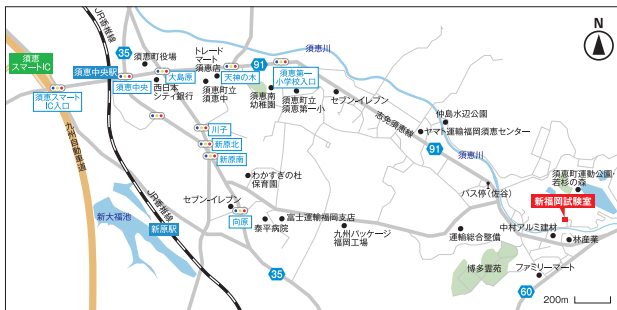 JR香椎線
須恵
スマートIC
須恵中央駅
35
須恵町役場
トレード
マート
須恵店
須恵川
91
N
須恵スマート
IC入口
須恵中央
大島原
天神の木
須恵第一
小学校入口
西日本
シティ銀行
須恵町立
須恵中
須恵南
幼稚園
須恵町立
須恵第一小
セブン-イレブン
志免須恵線
仲島水辺公園
ヤマト運輸福岡須恵センター
九州自動車道
川子
新原北
新原南
91
須恵川
わかすぎの杜
保育園
バス停(佐谷)
須恵町運動公園
若杉の森
新大福池
JR香椎線
新原駅
セブン-イレブン
向原
泰平病院
富士運輸福岡支店
九州パッケージ
福岡工場
新福岡試験室
中村アルミ建材
運輸総合整備
林産業
博多霊苑
ファミリーマート
35
60
200m